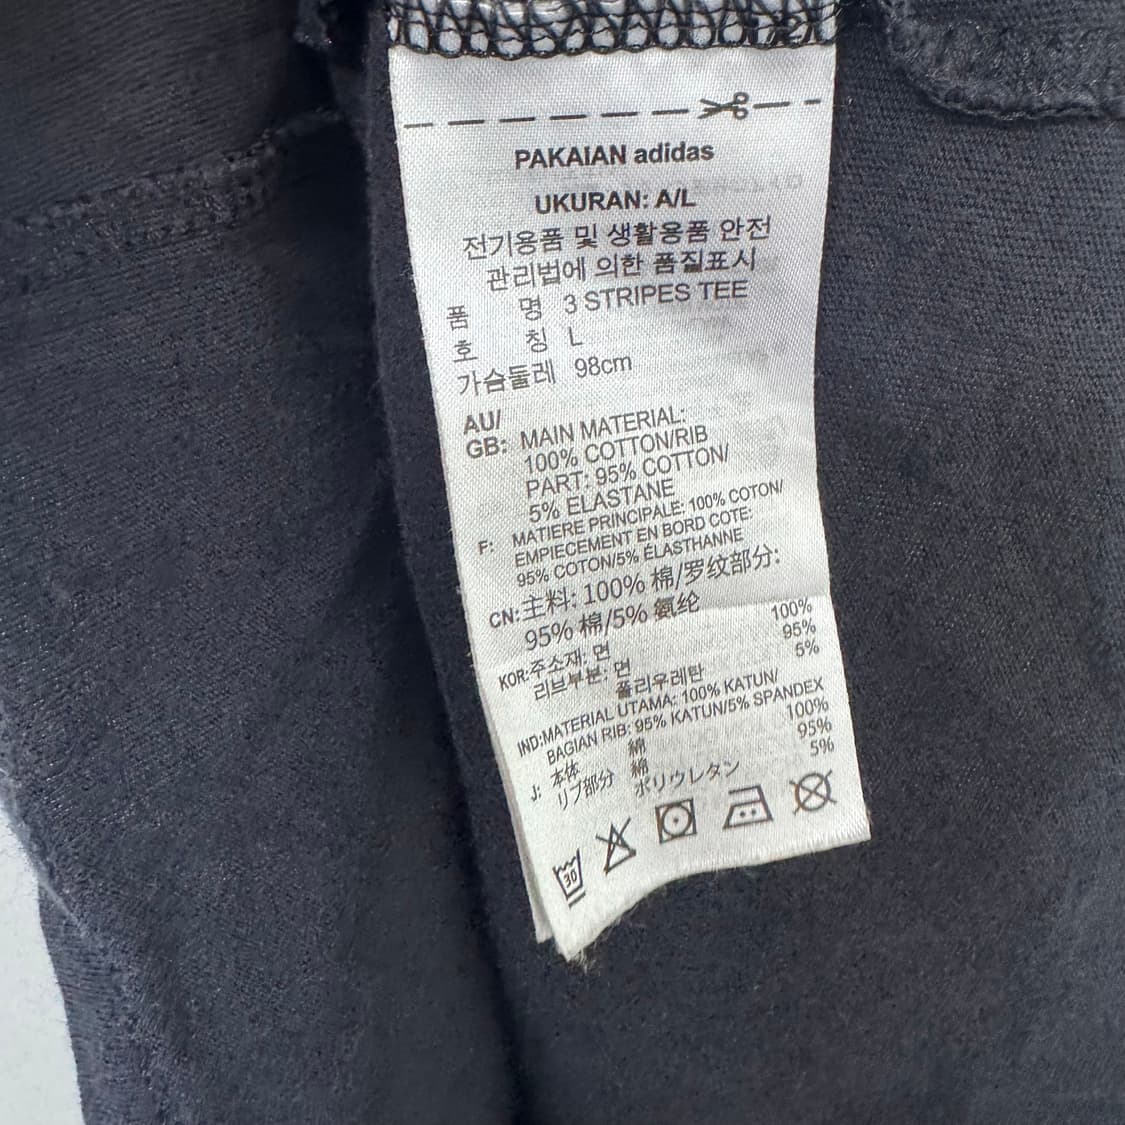 PAKAIAN adidas
UKURAN: A/L
전기용품 및 생활용품 안전
관리법에 의한 품질표시
품 명 3 STRIPES TEE
호 칭 L
가슴둘레 98cm
AU/
GB: MAIN MATERIAL:
100% COTTON/RIB
PART: 95% COTTON/
5% ELASTANE
F: MATIERE PRINCIPALE: 100% COTON/
EMPIECEMENT EN BORD COTE:
95% COTON/5% ÉLASTHANNE
CN: 主料: 100% 棉/罗纹部分:
95% 棉/5% 氨纶
KOR: 주소재: 면 100%
리브부분: 면 95%
폴리우레탄 5%
IND: MATERIAL UTAMA: 100% KATUN/
BAGIAN RIB: 95% KATUN/5% SPANDEX
J: 本体 綿 100%
リブ部分 綿 95%
ポリウレタン 5%
30